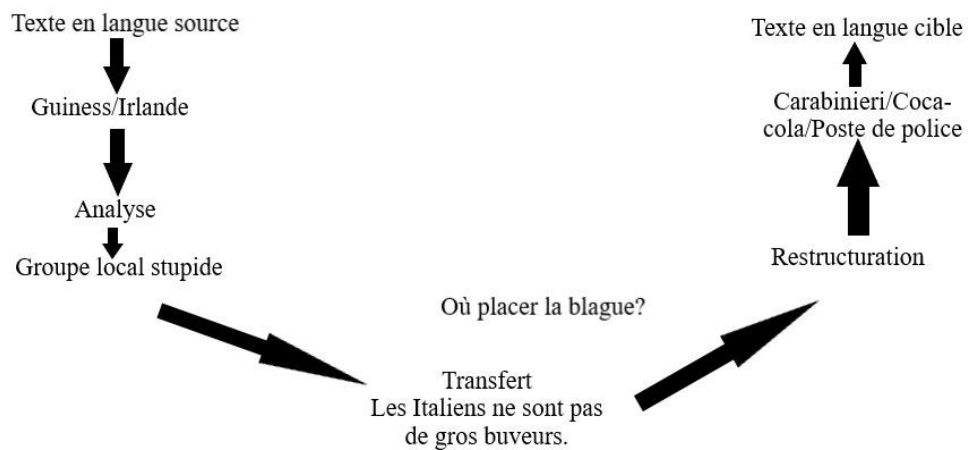 Texte en langue source
Guiness/Irlande
Analyse
Groupe local stupide
Où placer la blague?
Transfert
Les Italiens ne sont pas
de gros buveurs.
Restructuration
Carabinieri/Coca-
cola/Poste de police
Texte en langue cible